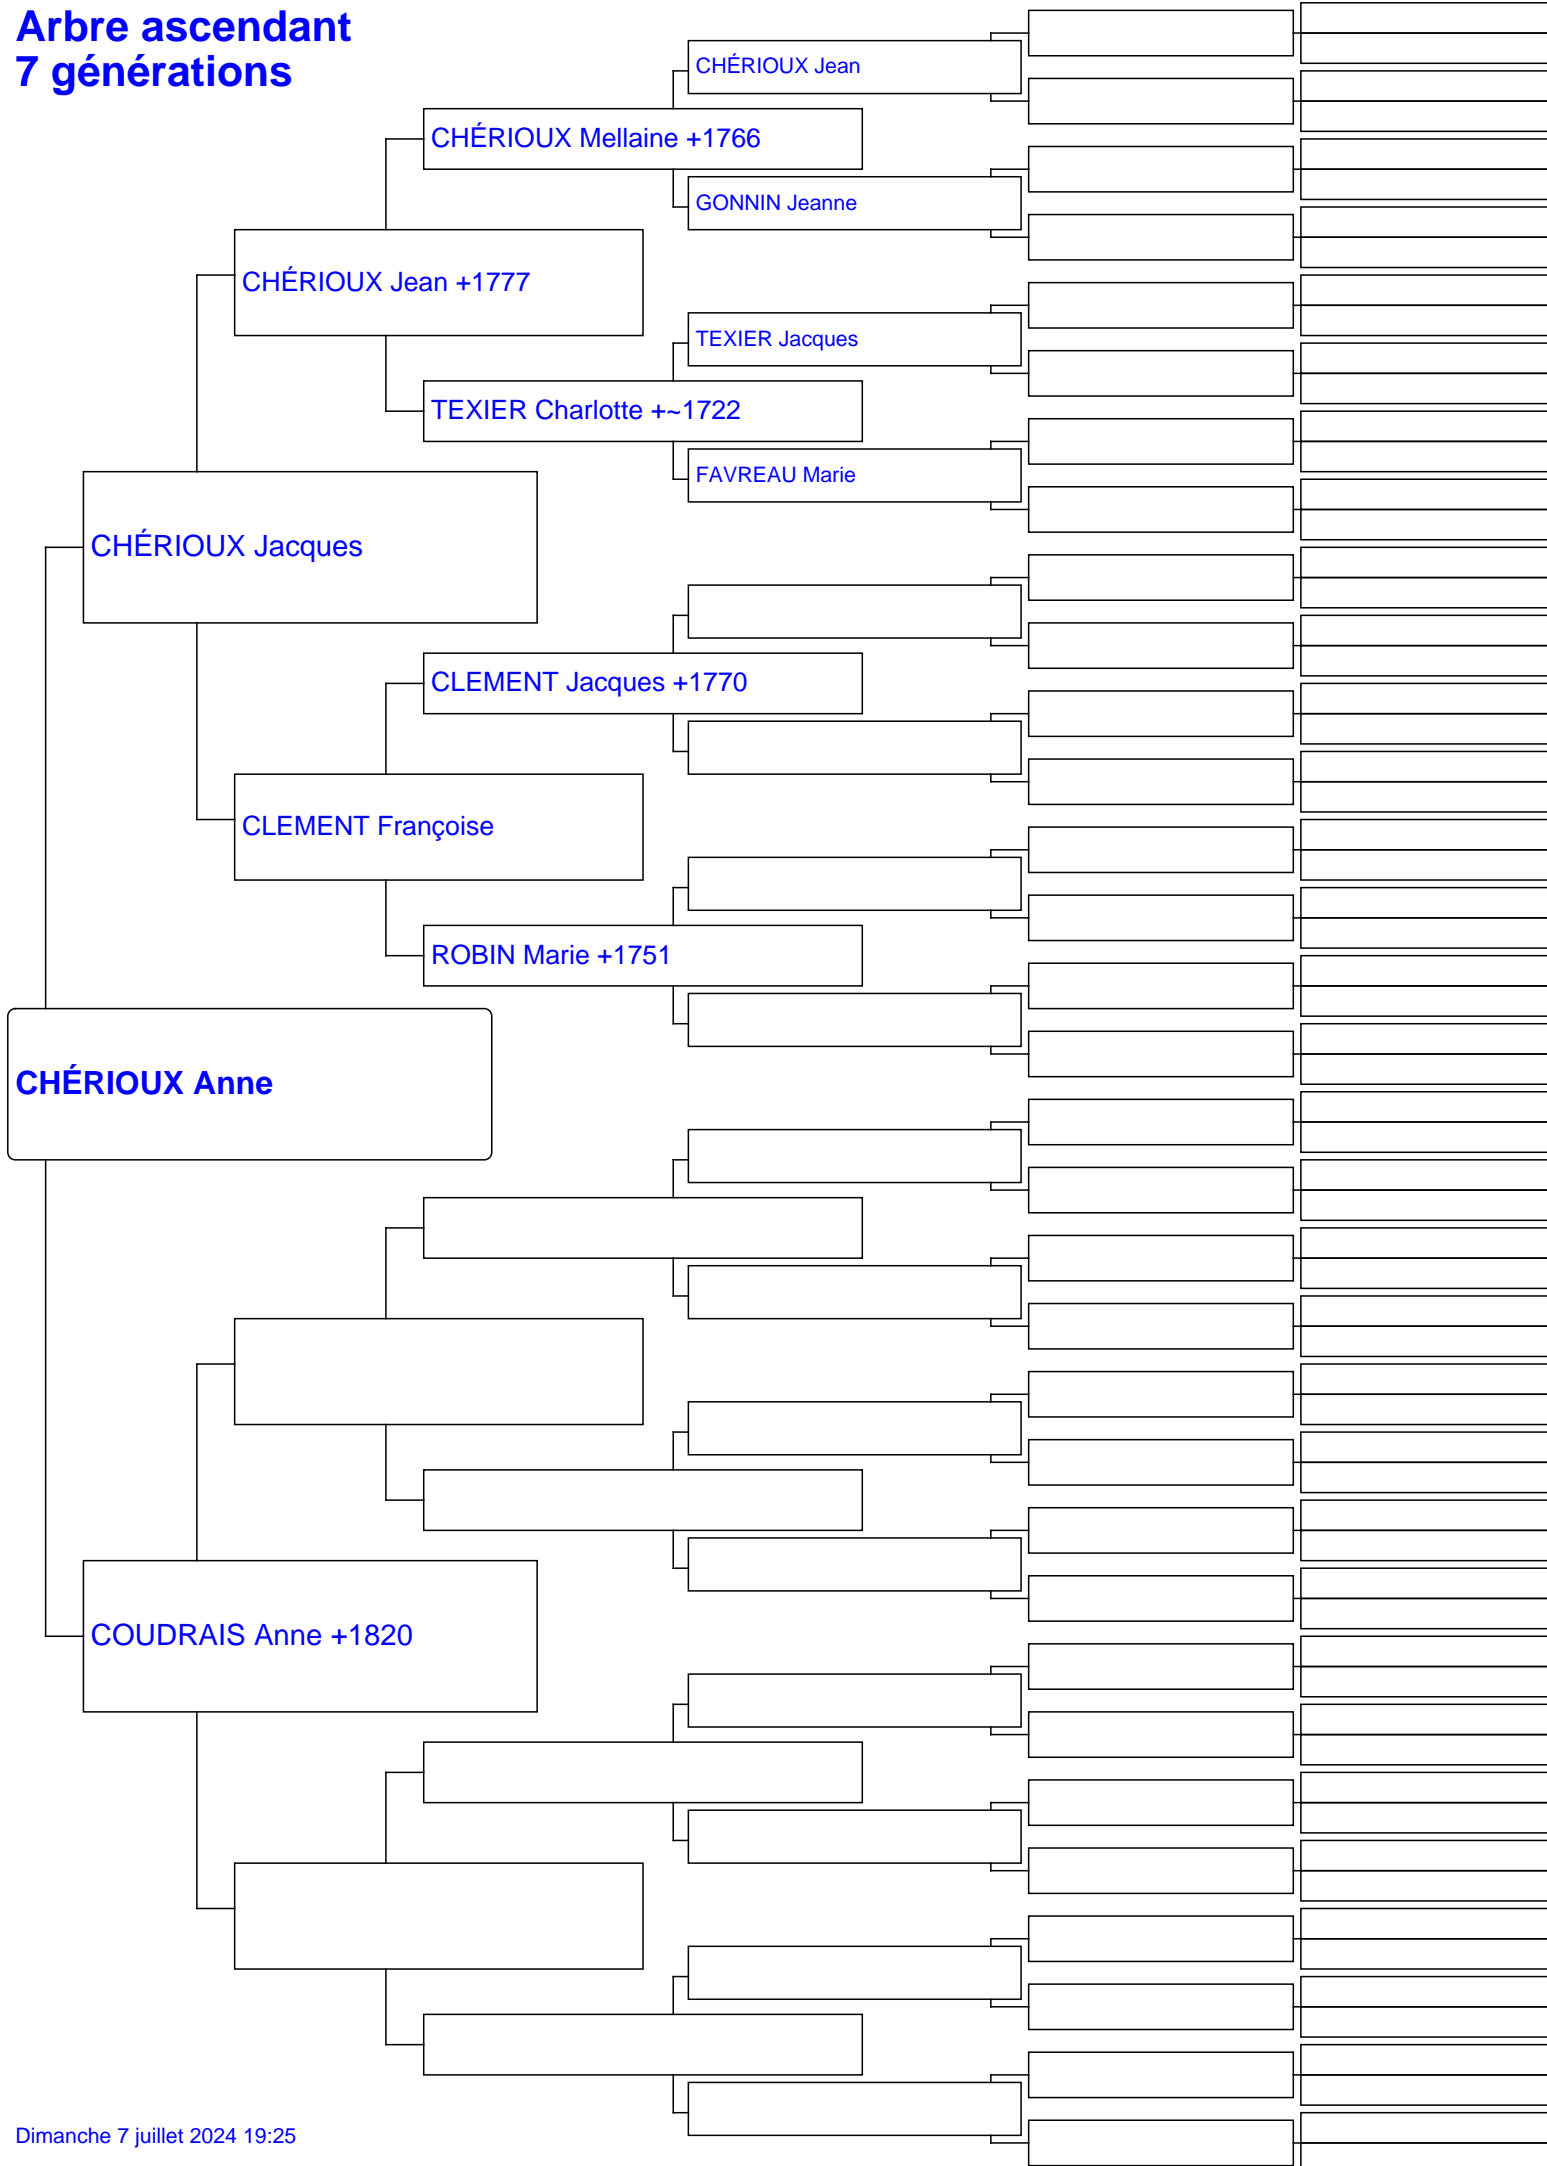 Arbre ascendant
7 générations
CHÉRIOUX Jean
CHÉRIOUX Mellaine +1766
GONNIN Jeanne
CHÉRIOUX Jean +1777
TEXIER Jacques
TEXIER Charlotte +~1722
FAVREAU Marie
CHÉRIOUX Jacques
CLEMENT Jacques +1770
CLEMENT Françoise
ROBIN Marie +1751
CHÉRIOUX Anne
COUDRAIS Anne +1820
Dimanche 7 juillet 2024 19:25